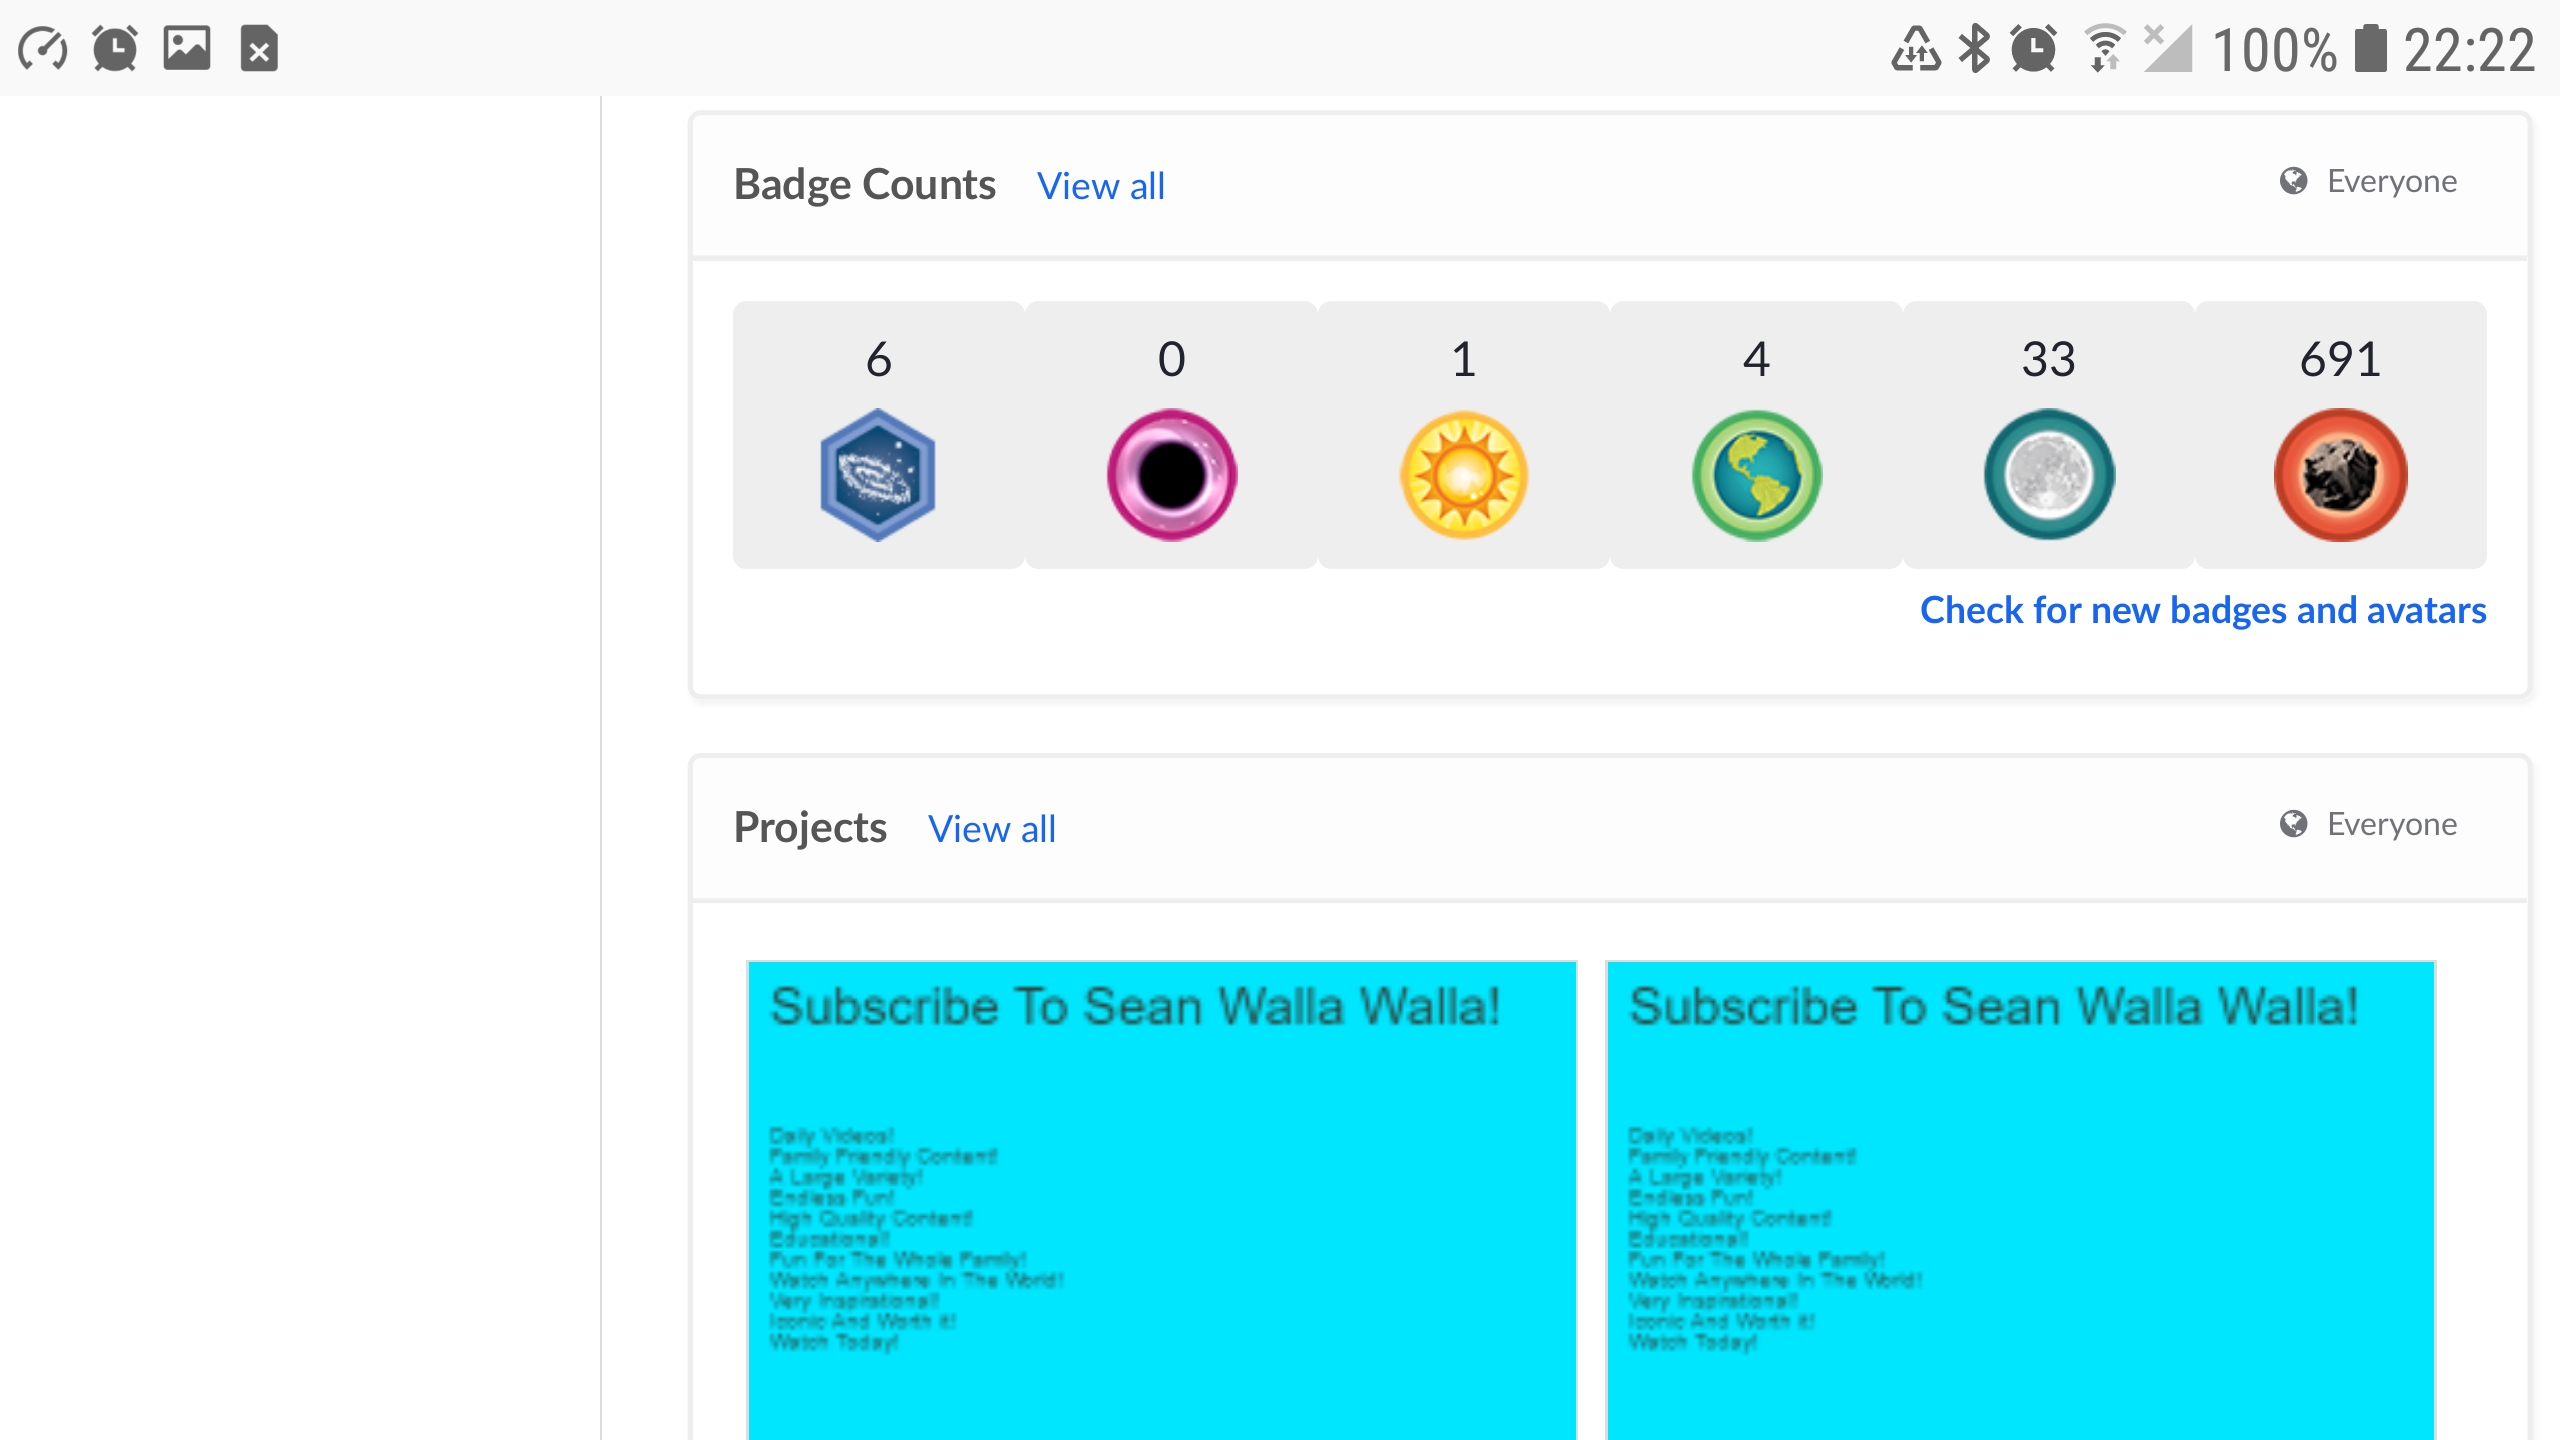 100% 22:22
Badge Counts View all Everyone
6 0 1 4 33 691
Check for new badges and avatars
Projects View all Everyone
Subscribe To Sean Walla Walla! Subscribe To Sean Walla Walla!
Daily Videos! Daily Videos!
Family Friendly Content! Family Friendly Content!
A Large Variety! A Large Variety!
Endless Fun! Endless Fun!
High Quality Content! High Quality Content!
Educational! Educational!
Fun For The Whole Family! Fun For The Whole Family!
Watch Anywhere In The World! Watch Anywhere In The World!
Very Inspirational! Very Inspirational!
Iconic And Worth it! Iconic And Worth it!
Watch Today! Watch Today!